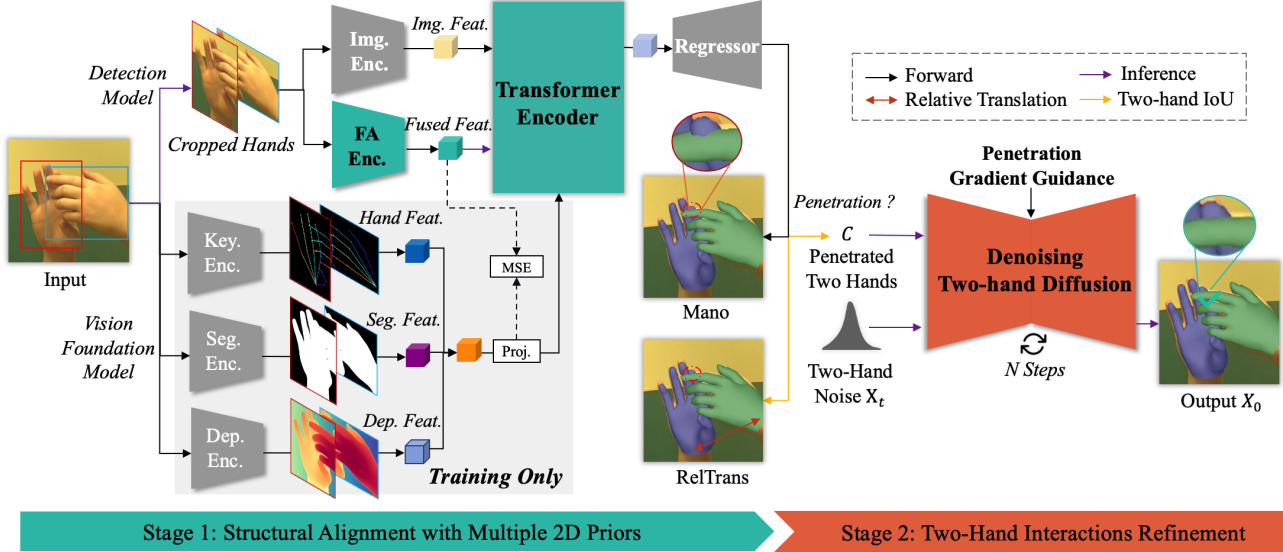 Detection
Model
Cropped Hands
Img.
Enc.
Img. Feat.
FA
Enc.
Fused Feat.
Transformer
Encoder
Regressor
Forward
Inference
Relative Translation
Two-hand IoU
Input
Vision
Foundation
Model
Key.
Enc.
Hand Feat.
Seg.
Enc.
Seg. Feat.
Dep.
Enc.
Dep. Feat.
MSE
Proj.
Training Only
Mano
RelTrans
Penetration ?
C
Penetrated
Two Hands
Two-Hand
Noise Xₜ
Penetration
Gradient Guidance
Denoising
Two-hand Diffusion
N Steps
Output X₀
Stage 1: Structural Alignment with Multiple 2D Priors
Stage 2: Two-Hand Interactions Refinement